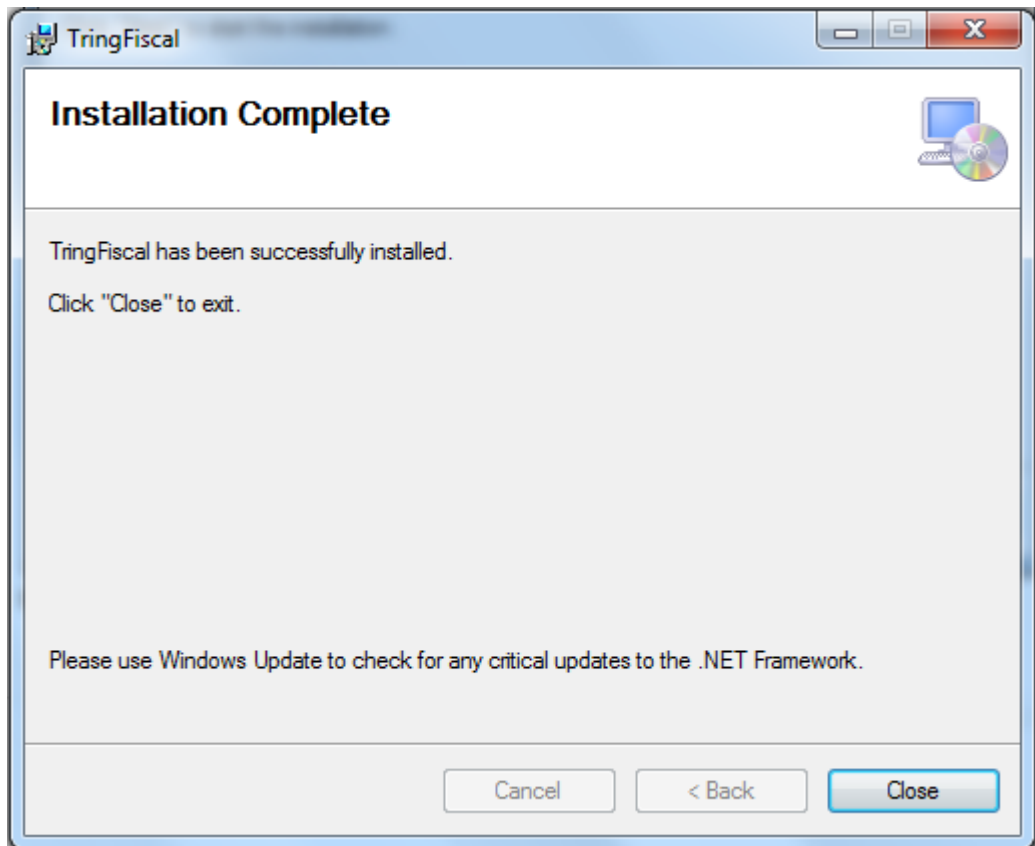 TringFiscal
Installation Complete
TringFiscal has been successfully installed.
Click "Close" to exit.
Please use Windows Update to check for any critical updates to the .NET Framework.
Cancel
< Back
Close